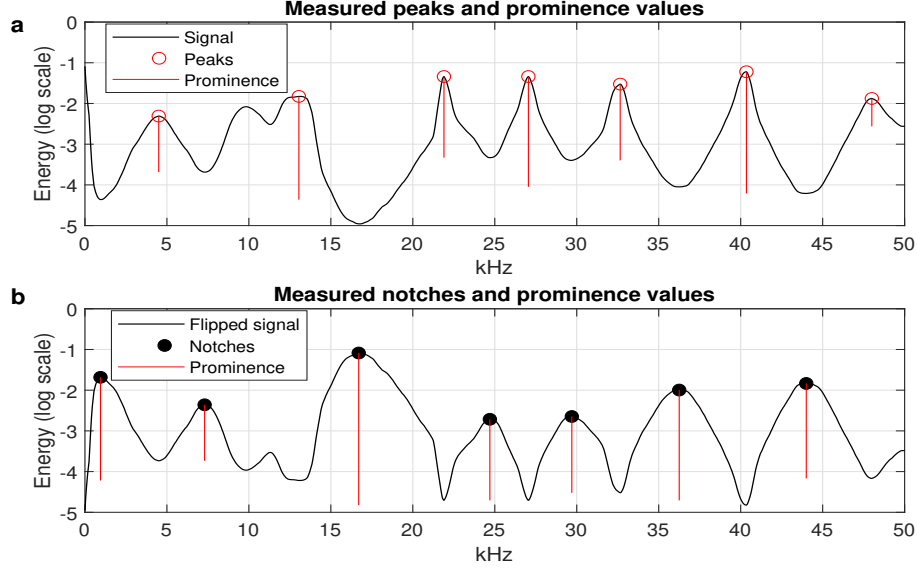 Measured peaks and prominence values
a
Signal
Peaks
Prominence
Energy (log scale)
0
-1
-2
-3
-4
-5
0 5 10 15 20 25 30 35 40 45 50
kHz
b
Measured notches and prominence values
Flipped signal
Notches
Prominence
Energy (log scale)
0
-1
-2
-3
-4
-5
0 5 10 15 20 25 30 35 40 45 50
kHz